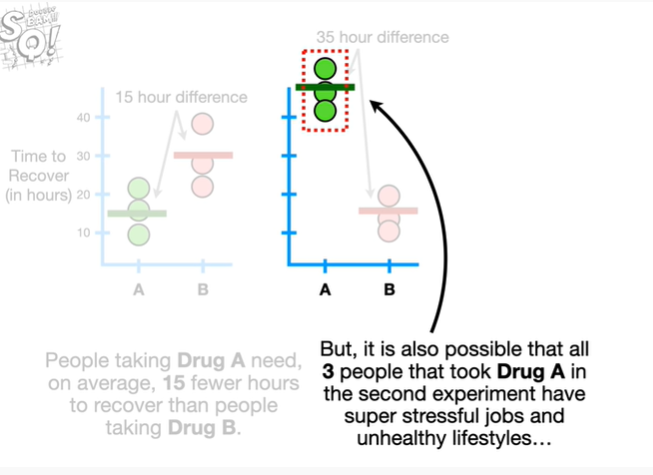 StatQuest!
35 hour difference
15 hour difference
40
Time to 30
Recover
(in hours) 20
10
A B
A B
People taking Drug A need,
on average, 15 fewer hours
to recover than people
taking Drug B.
But, it is also possible that all
3 people that took Drug A in
the second experiment have
super stressful jobs and
unhealthy lifestyles…